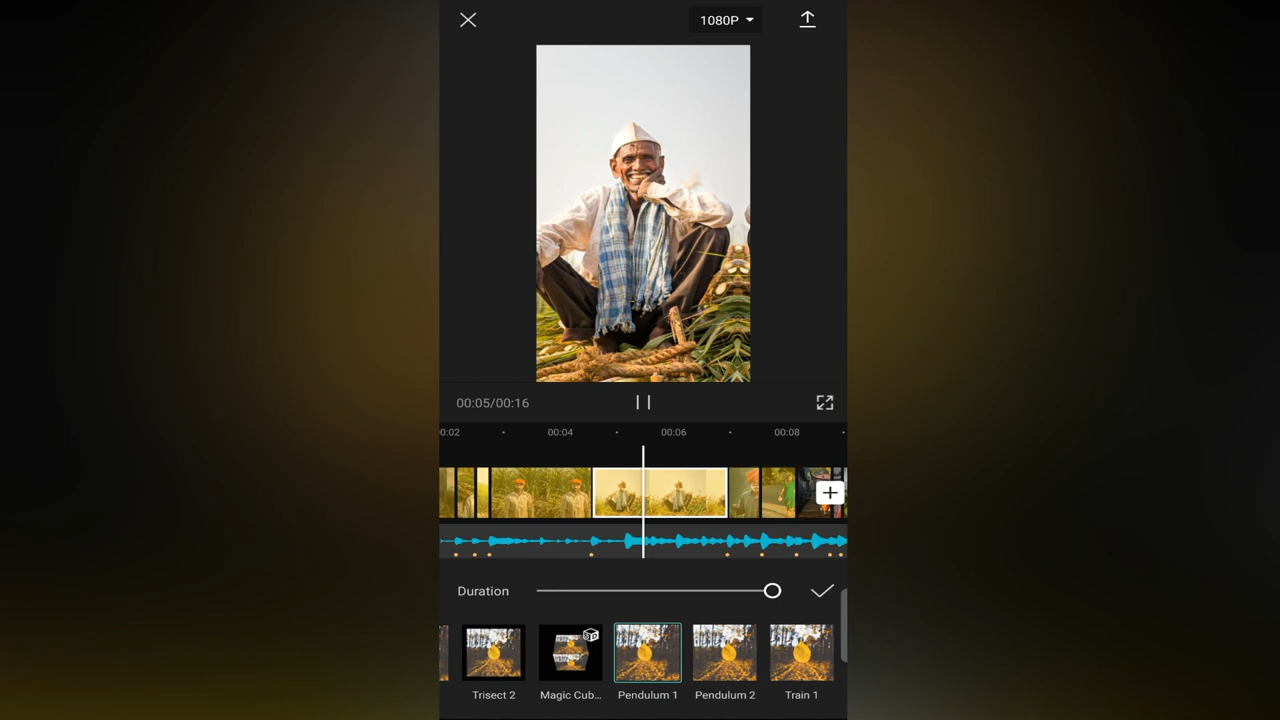 1080P
00:05/00:16
0:02 00:04 00:06 00:08
Duration
3D
Trisect 2 Magic Cub... Pendulum 1 Pendulum 2 Train 1